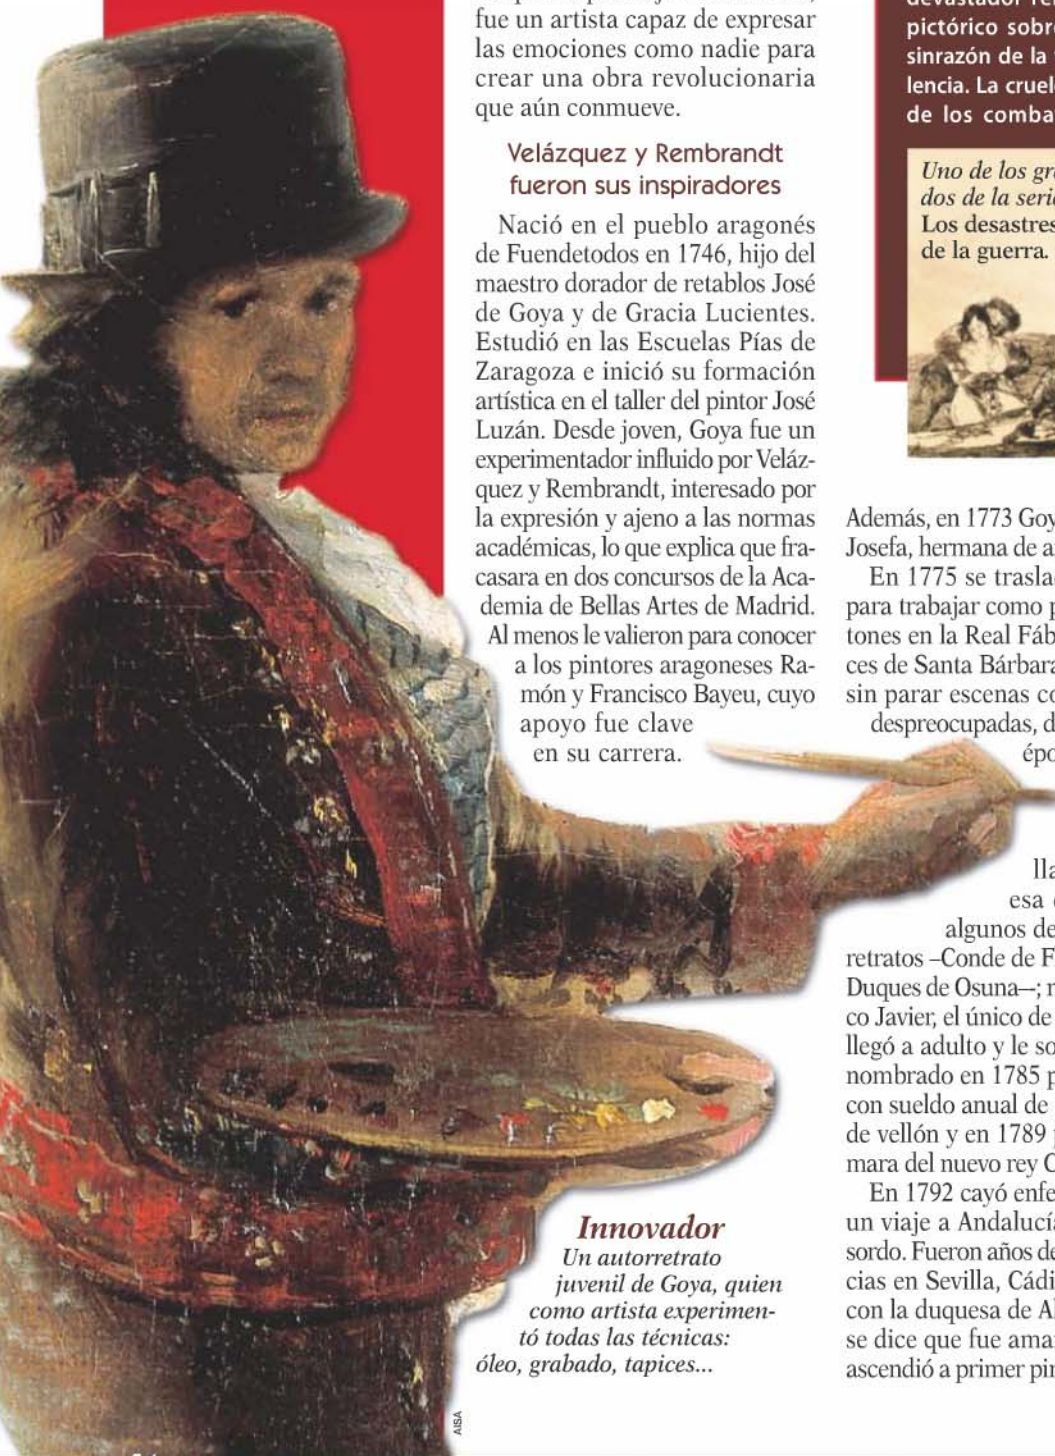 fue un artista capaz de expresar
las emociones como nadie para
crear una obra revolucionaria
que aún conmueve.
Velázquez y Rembrandt
fueron sus inspiradores
Nació en el pueblo aragonés
de Fuendetodos en 1746, hijo del
maestro dorador de retablos José
de Goya y de Gracia Lucientes.
Estudió en las Escuelas Pías de
Zaragoza e inició su formación
artística en el taller del pintor José
Luzán. Desde joven, Goya fue un
experimentador influido por Veláz-
quez y Rembrandt, interesado por
la expresión y ajeno a las normas
académicas, lo que explica que fra-
casara en dos concursos de la Aca-
demia de Bellas Artes de Madrid.
Al menos le valieron para conocer
a los pintores aragoneses Ra-
món y Francisco Bayeu, cuyo
apoyo fue clave
en su carrera.
Innovador
Un autorretrato
juvenil de Goya, quien
como artista experimen-
tó todas las técnicas:
óleo, grabado, tapices...
AISA
devastador
pictórico sobr
sinrazón de la
lencia. La cruel
de los comba
Uno de los gr
dos de la seri
Los desastres
de la guerra.
Además, en 1773 Goy
Josefa, hermana de a
En 1775 se traslad
para trabajar como p
tones en la Real Fáb
ces de Santa Bárbara
sin parar escenas co
despreocupadas, d
épo
lla
esa
algunos de
retratos –Conde de F
Duques de Osuna–; n
co Javier, el único de
llegó a adulto y le so
nombrado en 1785 p
con sueldo anual de
de vellón y en 1789 p
mara del nuevo rey C
En 1792 cayó enfe
un viaje a Andalucía
sordo. Fueron años de
cias en Sevilla, Cádi
con la duquesa de Al
se dice que fue ama
ascendió a primer pin